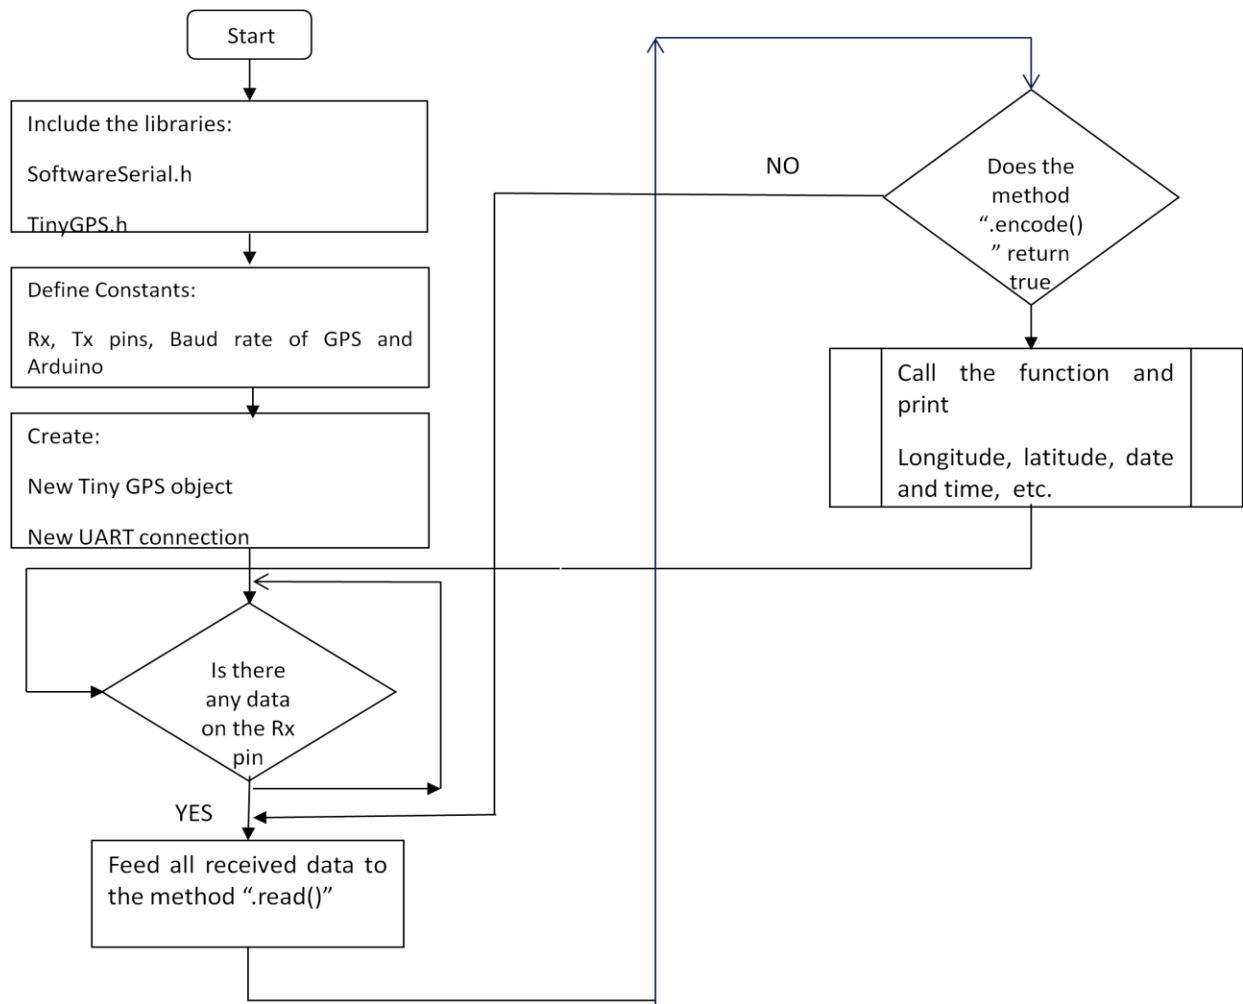 Start
Include the libraries:
SoftwareSerial.h
TinyGPS.h
Define Constants:
Rx, Tx pins, Baud rate of GPS and
Arduino
Create:
New Tiny GPS object
New UART connection
Is there
any data
on the Rx
pin
YES
Feed all received data to
the method “.read()”
NO
Does the
method
“.encode()
” return
true
Call the function and
print
Longitude, latitude, date
and time, etc.